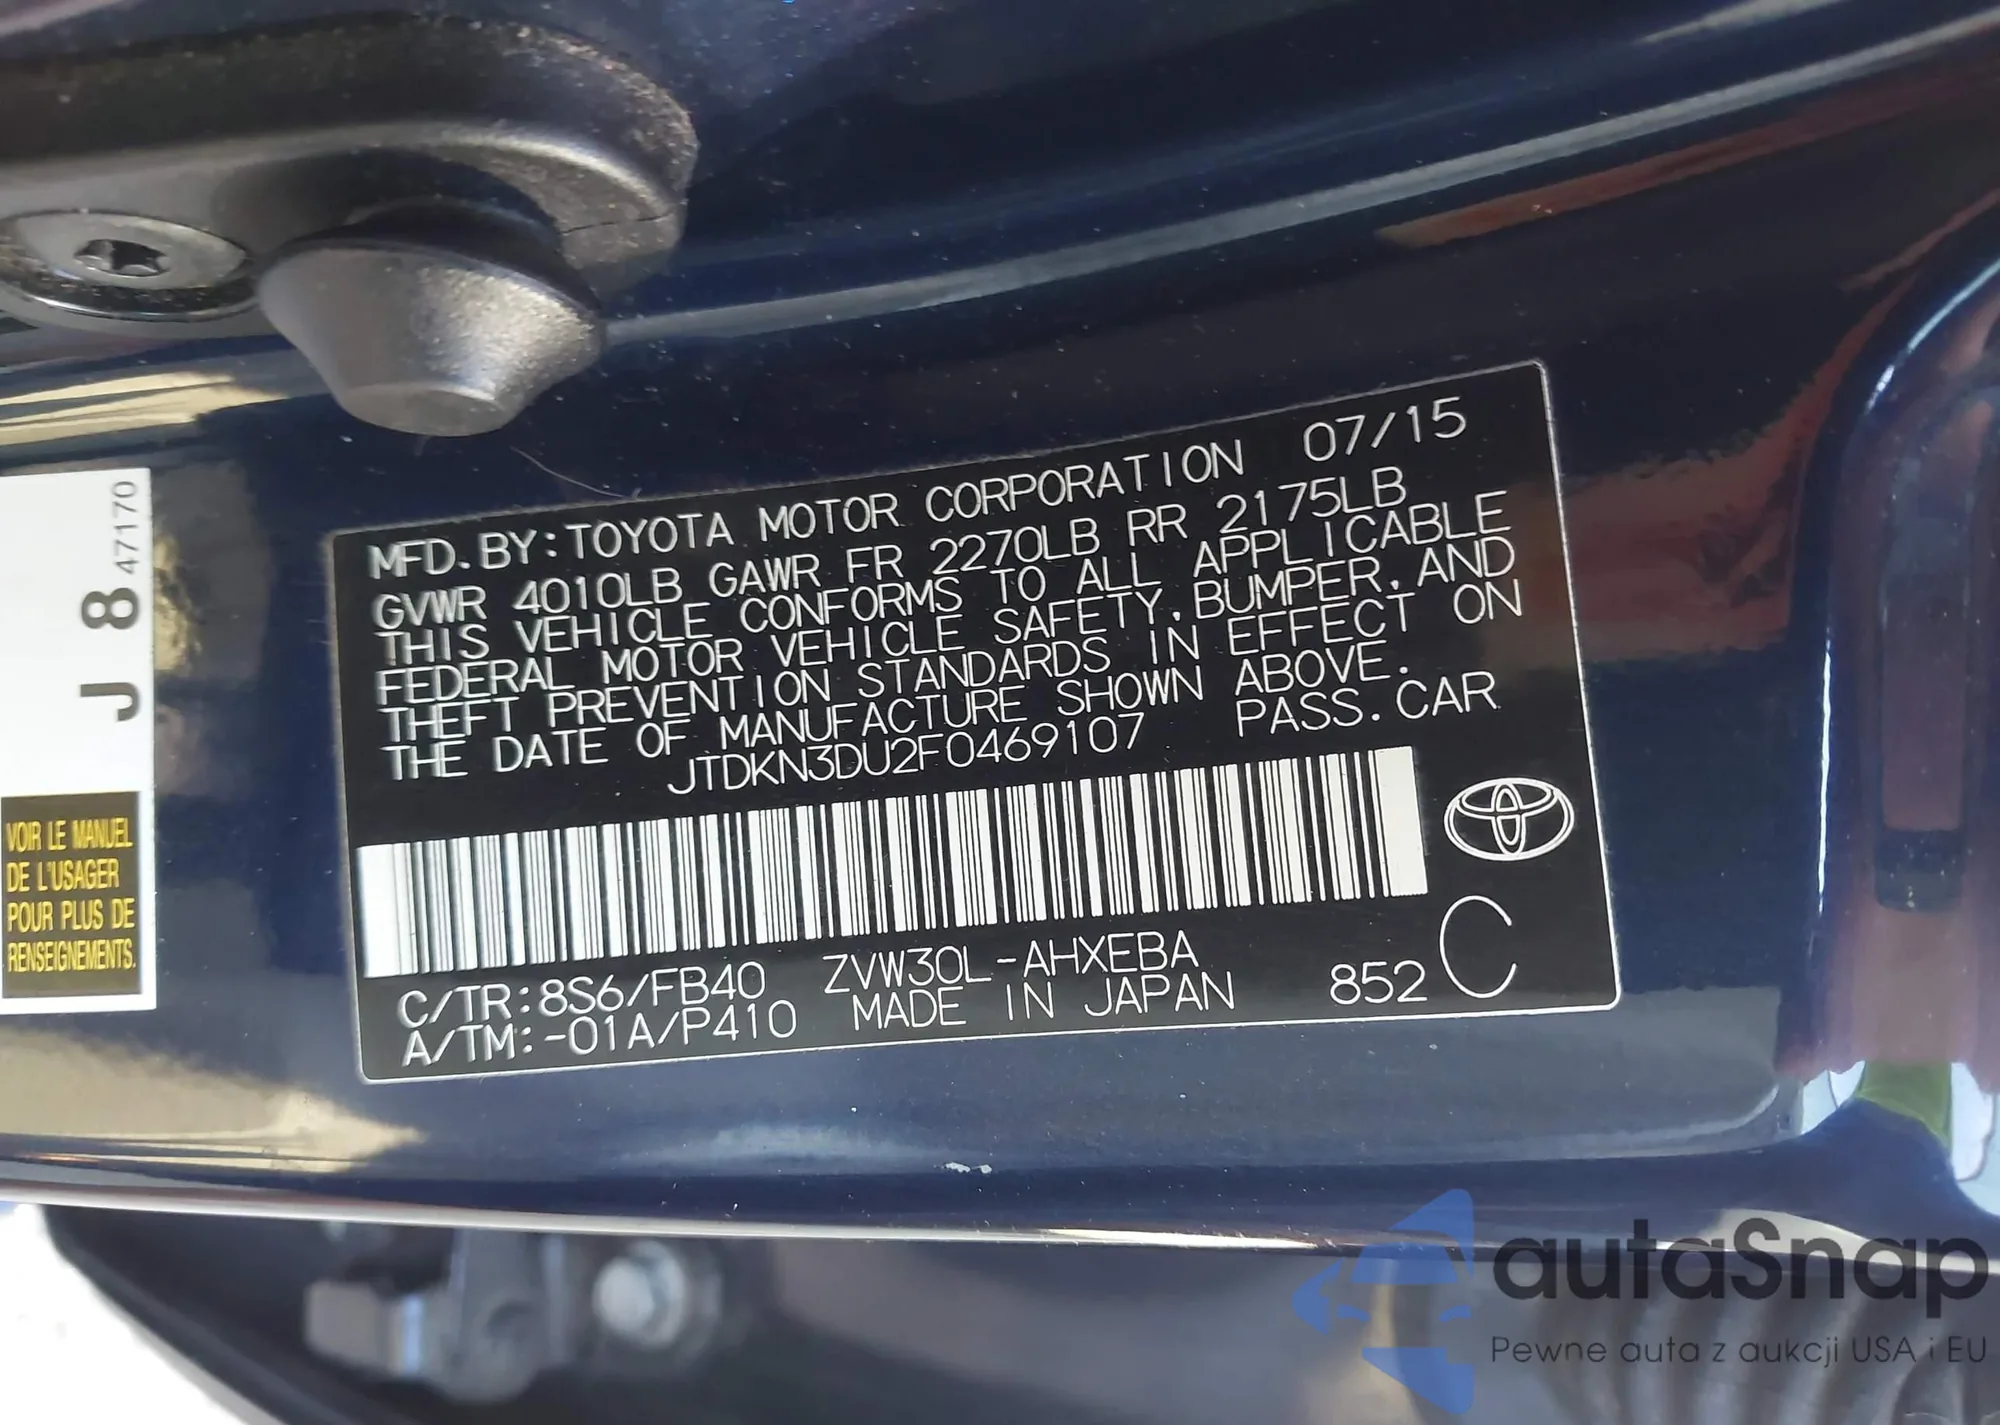 J 8 47170
VOIR LE MANUEL
DE L'USAGER
POUR PLUS DE
RENSEIGNEMENTS.
MFD. BY: TOYOTA MOTOR CORPORATION 07/15
GVWR 4010LB GAWR FR 2270LB RR 2175LB
THIS VEHICLE CONFORMS TO ALL APPLICABLE
FEDERAL MOTOR VEHICLE SAFETY, BUMPER, AND
THEFT PREVENTION STANDARDS IN EFFECT ON
THE DATE OF MANUFACTURE SHOWN ABOVE.
JTDKN3DU2F0469107 PASS. CAR
C/TR: 8S6/FB40 ZVW30L-AHXEBA
A/TM: -01A/P410 MADE IN JAPAN 852 C
autaSnap
Pewne auta z aukcji USA i EU